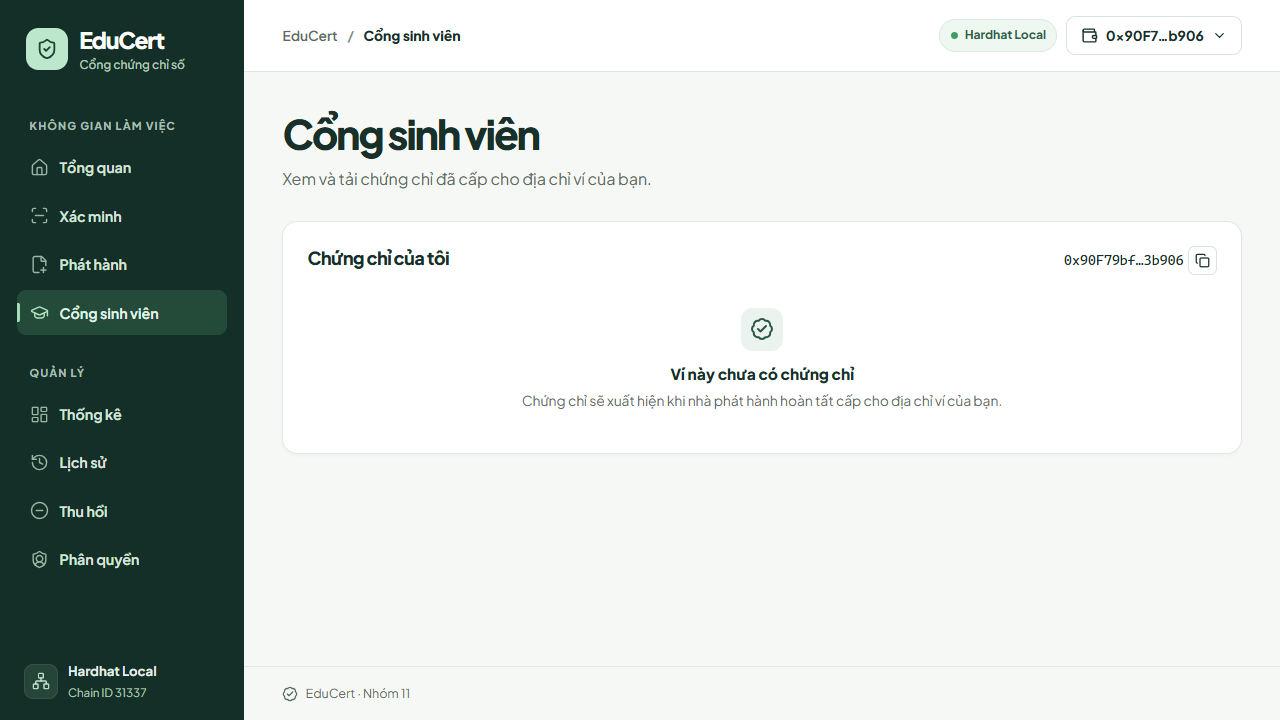 EduCert
Cổng chứng chỉ số
KHÔNG GIAN LÀM VIỆC
Tổng quan
Xác minh
Phát hành
Cổng sinh viên
QUẢN LÝ
Thống kê
Lịch sử
Thu hồi
Phân quyền
Hardhat Local
Chain ID 31337
EduCert / Cổng sinh viên
Hardhat Local
0×90F7…b906
Cổng sinh viên
Xem và tải chứng chỉ đã cấp cho địa chỉ ví của bạn.
Chứng chỉ của tôi
0x90F79bf…3b906
Ví này chưa có chứng chỉ
Chứng chỉ sẽ xuất hiện khi nhà phát hành hoàn tất cấp cho địa chỉ ví của bạn.
EduCert · Nhóm 11